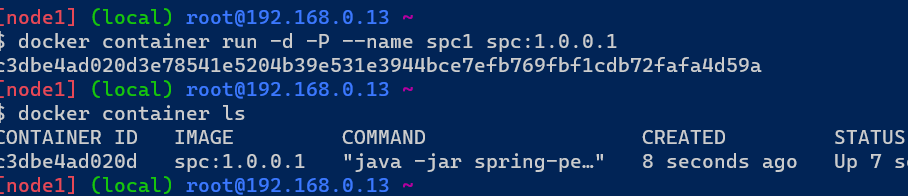 [node1] (local) root@192.168.0.13 ~
$ docker container run -d -P --name spc1 spc:1.0.0.1
c3dbe4ad020d3e78541e5204b39e531e3944bce7efb769fbf1cdb72fafa4d59a
[node1] (local) root@192.168.0.13 ~
$ docker container ls
CONTAINER ID IMAGE COMMAND CREATED STATUS
c3dbe4ad020d spc:1.0.0.1 "java -jar spring-pe…" 8 seconds ago Up 7 se
[node1] (local) root@192.168.0.13 ~